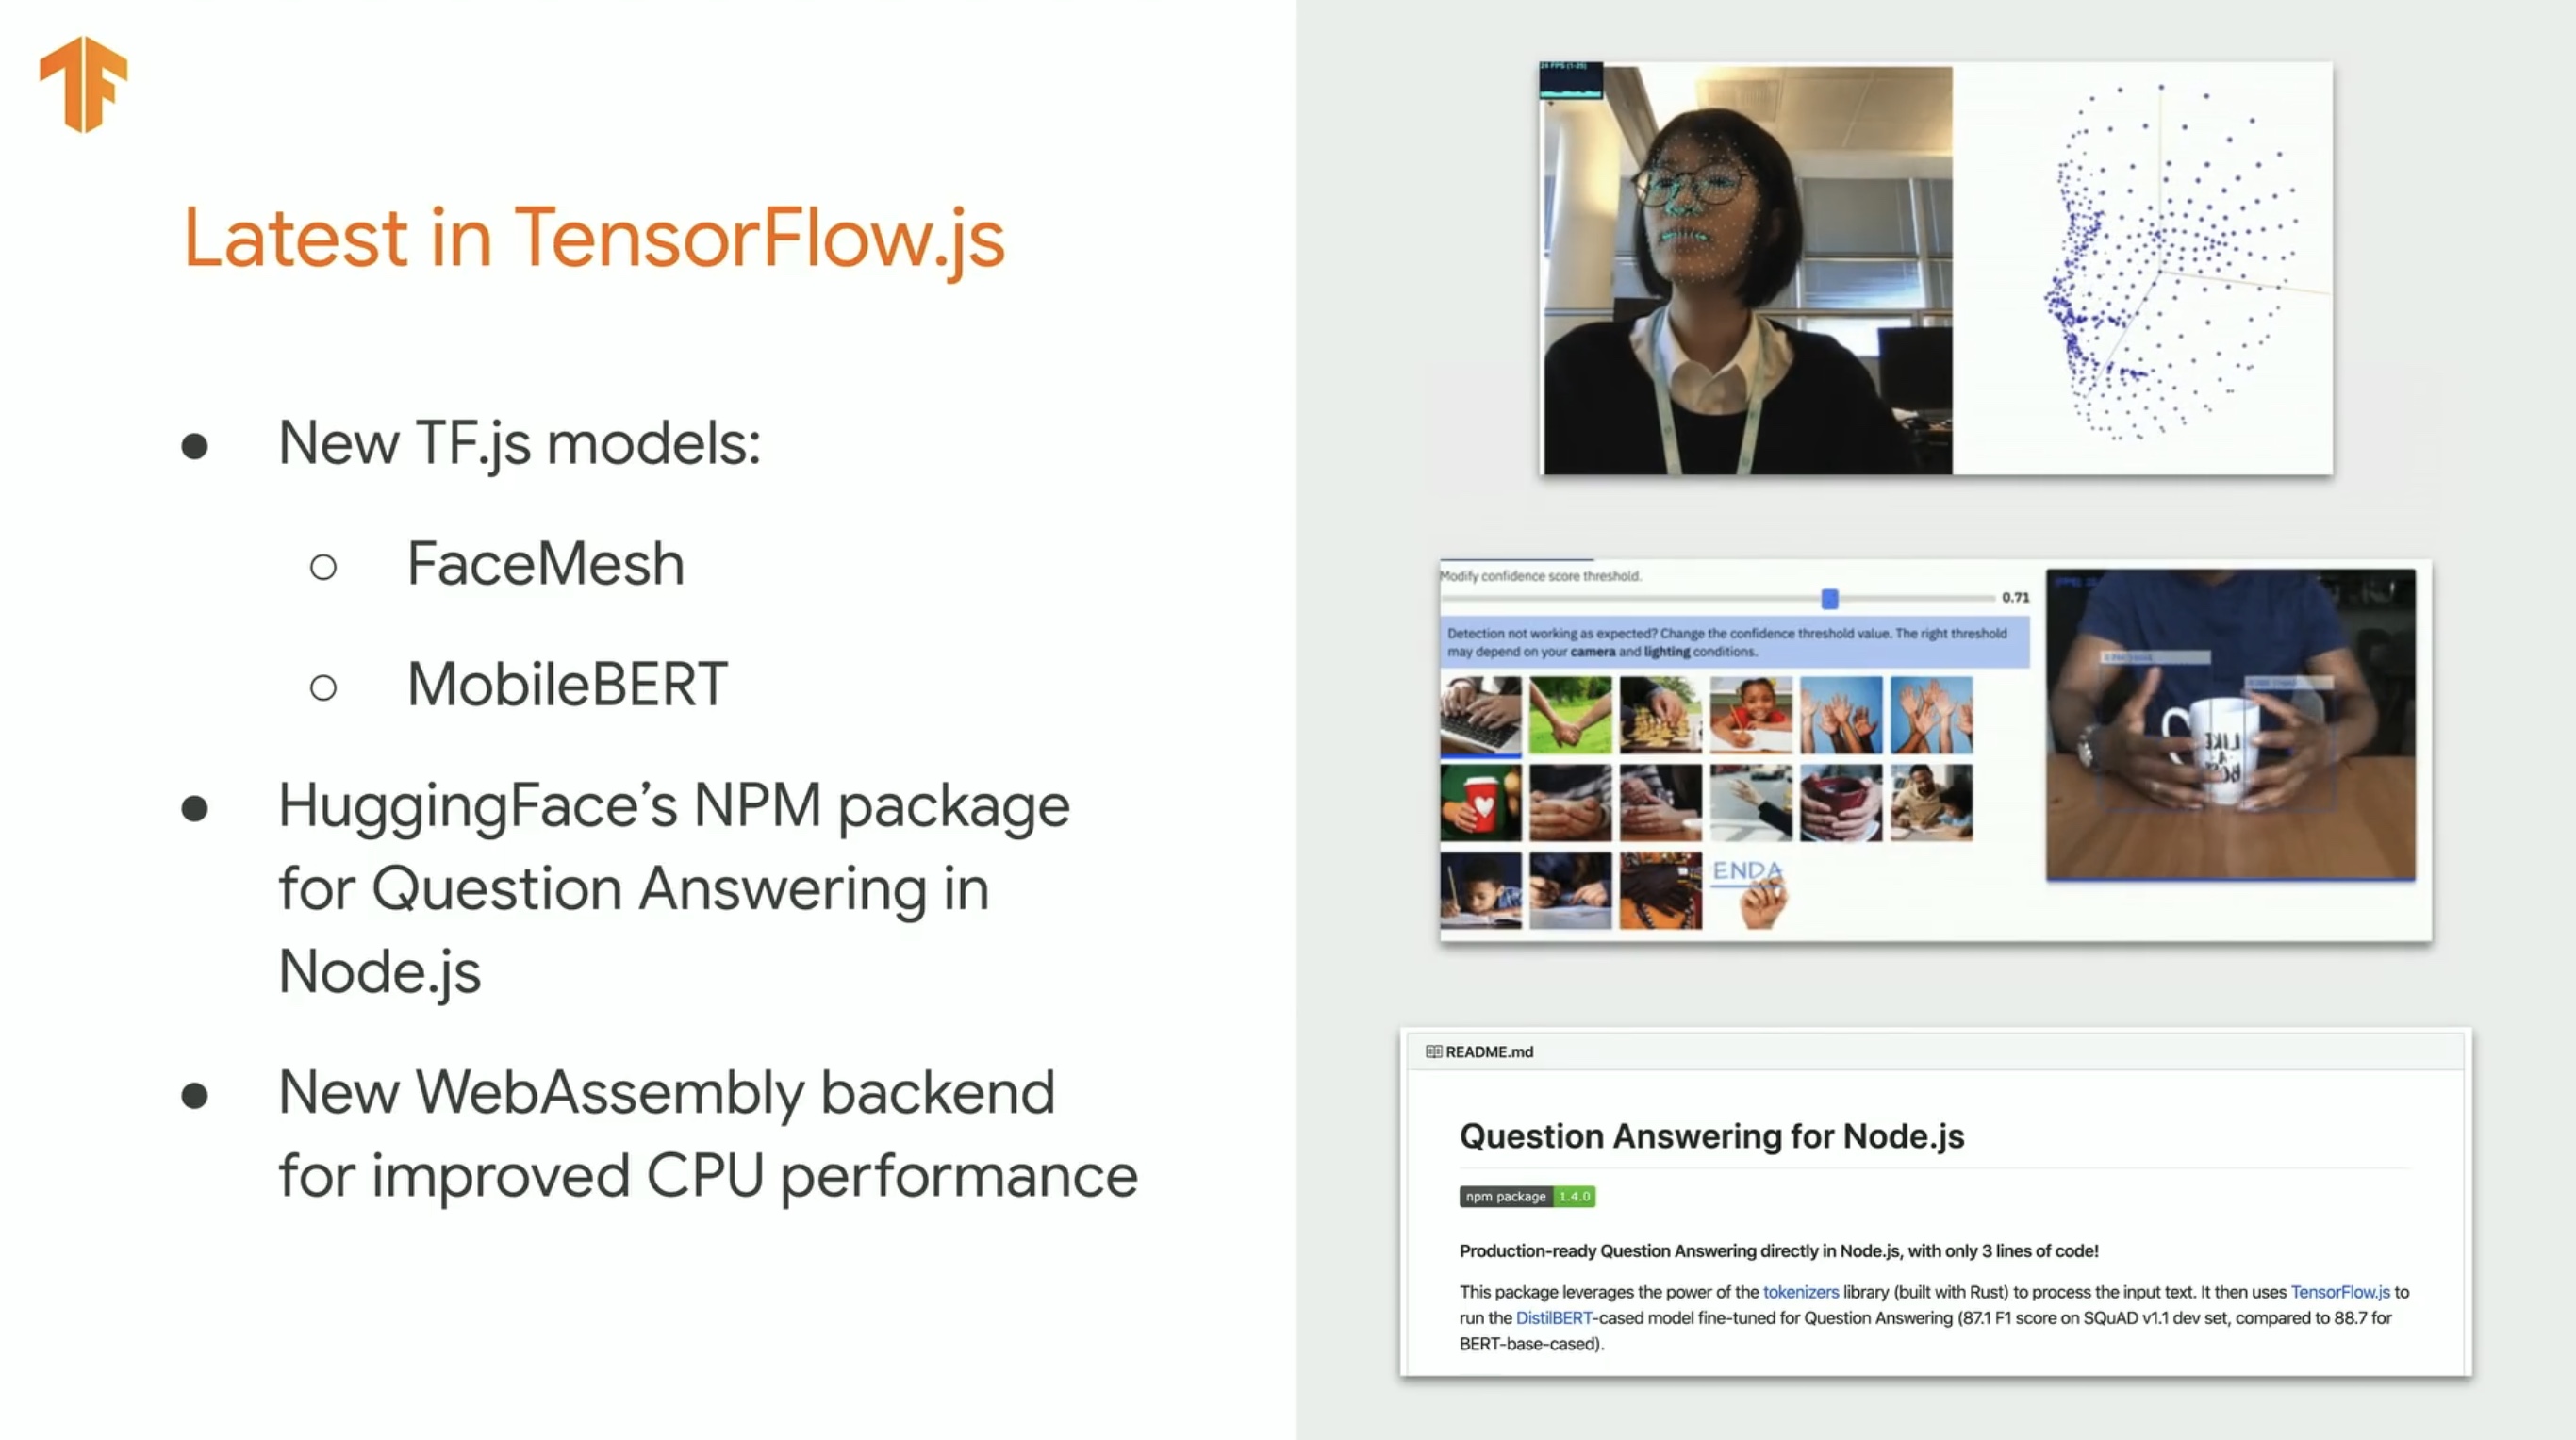 Latest in TensorFlow.js
● New TF.js models:
○ FaceMesh
○ MobileBERT
● HuggingFace’s NPM package
for Question Answering in
Node.js
● New WebAssembly backend
for improved CPU performance
24 FPS (1-25)
Modify confidence score threshold.
0.71
Detection not working as expected? Change the confidence threshold value. The right threshold
may depend on your camera and lighting conditions.
ENDA
LIKE
A
BOSS
README.md
Question Answering for Node.js
npm package 1.4.0
Production-ready Question Answering directly in Node.js, with only 3 lines of code!
This package leverages the power of the tokenizers library (built with Rust) to process the input text. It then uses TensorFlow.js to
run the DistilBERT-cased model fine-tuned for Question Answering (87.1 F1 score on SQuAD v1.1 dev set, compared to 88.7 for
BERT-base-cased).